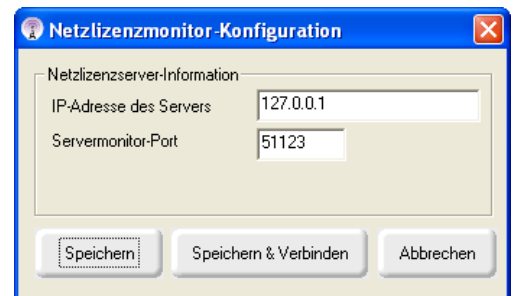 Netzlizenzmonitor-Konfiguration
Netzlizenzserver-Information
IP-Adresse des Servers 127.0.0.1
Servermonitor-Port 51123
Speichern Speichern & Verbinden Abbrechen